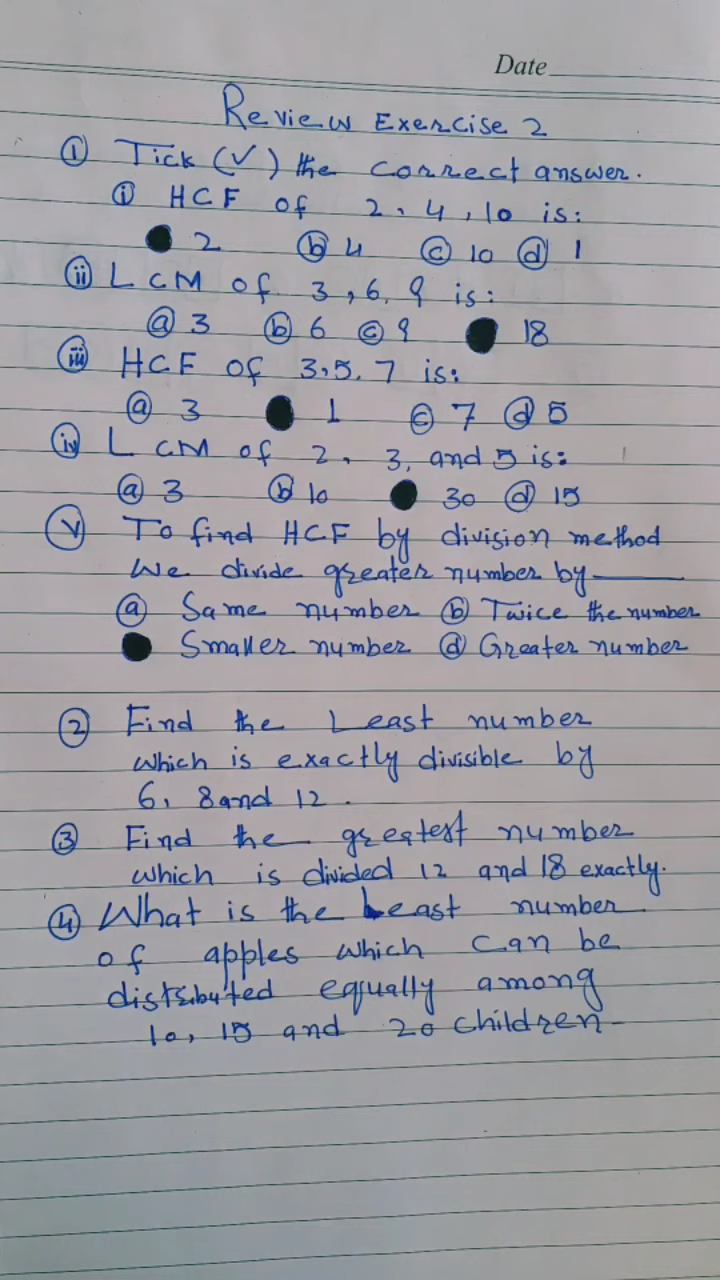 Date
Review Exercise 2
① Tick (✓) the correct answer.
ⓘ HCF of 2, 4, 10 is:
● 2 ⓑ 4 ⓒ 10 ⓓ 1
(ii) LCM of 3, 6, 9 is:
ⓐ 3 ⓑ 6 ⓒ 9 ● 18
(iii) HCF of 3, 5, 7 is:
ⓐ 3 ● 1 ⓒ 7 ⓓ 5
(iv) LCM of 2, 3, and 5 is:
ⓐ 3 ⓑ 10 ● 30 ⓓ 15
ⓥ To find HCF by division method
we divide greater number by ____
ⓐ Same number ⓑ Twice the number
● Smaller number ⓓ Greater number
② Find the Least number
which is exactly divisible by
6, 8 and 12.
③ Find the greatest number
which is divided 12 and 18 exactly.
④ What is the Least number
of apples which can be
distributed equally among
10, 15 and 20 children